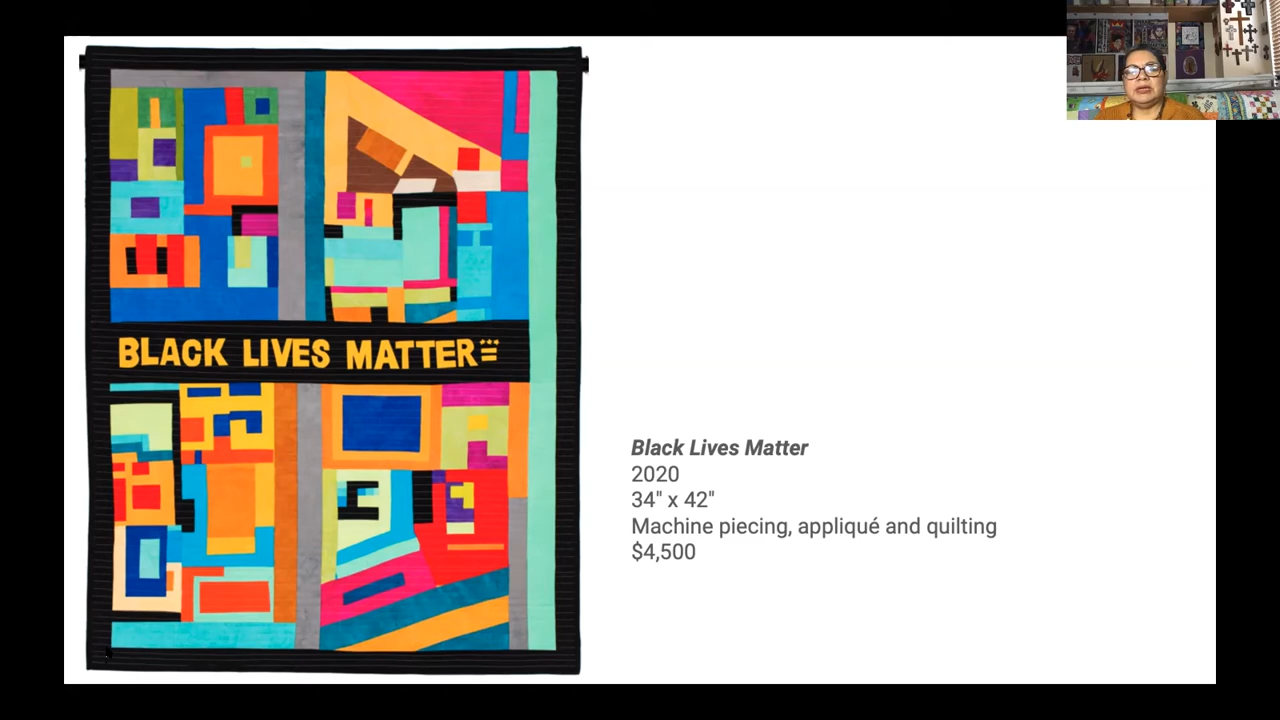 BLACK LIVES MATTER
Black Lives Matter
2020
34" x 42"
Machine piecing, appliqué and quilting
$4,500